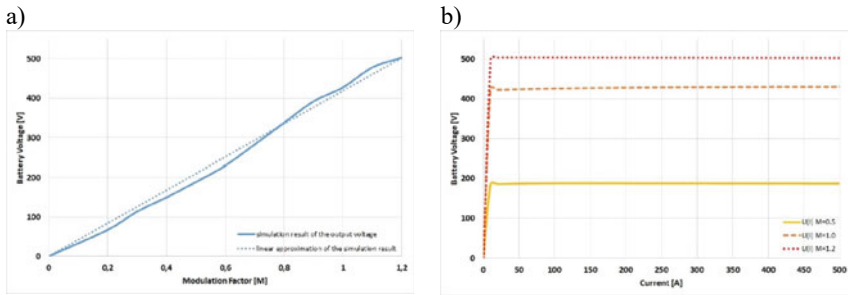 a)
b)
500
400
300
200
100
0
Battery Voltage [V]
0
0,2
0,4
0,6
0,8
1
1,2
Modulation Factor [M]
simulation result of the output voltage
linear approximation of the simulation result
500
400
300
200
100
0
Battery Voltage [V]
0
50
100
150
200
250
300
350
400
450
500
Current [A]
U(I) M=0.5
U(I) M=1.0
U(I) M=1.2